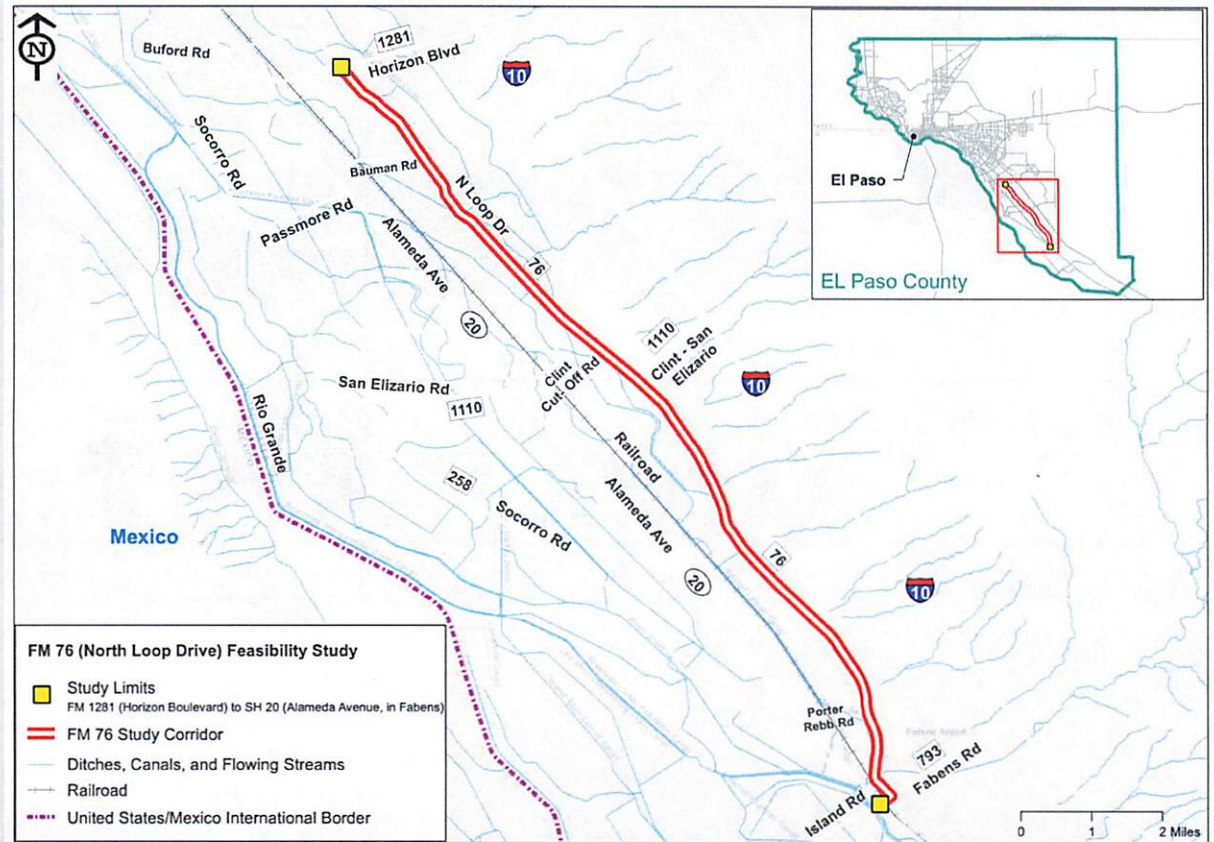 N
Buford Rd
1281
Horizon Blvd
10
Socorro Rd
Bauman Rd
Passmore Rd
N Loop Dr
Alameda Ave
76
20
1110
Clint - San
Elizario
10
Clint
Cut- Off Rd
San Elizario Rd
1110
Rio Grande
Railroad
258
Alameda Ave
Socorro Rd
Mexico
76
20
10
Porter
Rebb Rd
793
Fabens Rd
Island Rd
El Paso
EL Paso County
FM 76 (North Loop Drive) Feasibility Study
Study Limits
FM 1281 (Horizon Boulevard) to SH 20 (Alameda Avenue, in Fabens)
FM 76 Study Corridor
Ditches, Canals, and Flowing Streams
Railroad
United States/Mexico International Border
0 1 2 Miles